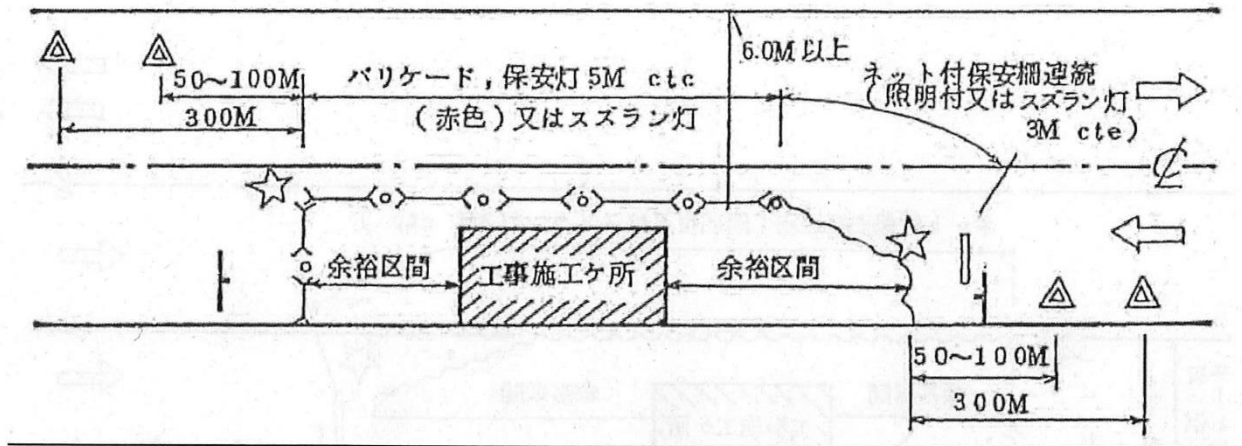 6.0M 以上
50〜100M
バリケード,保安灯 5M ctc
ネット付保安柵連続
(照明付又はスズラン灯
3M cte)
300M
(赤色)又はスズラン灯
余裕区間
工事施工ケ所
余裕区間
50〜100M
300M